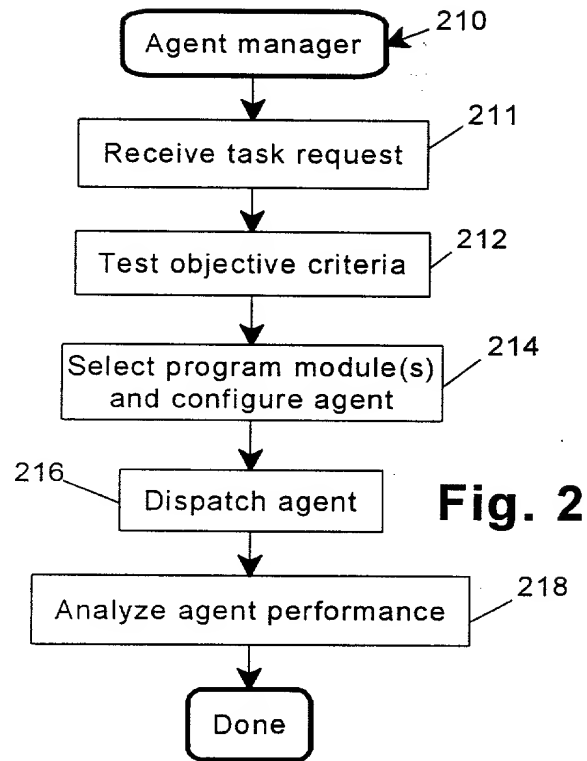 Agent manager
210
Receive task request
211
Test objective criteria
212
Select program module(s)
and configure agent
214
216
Dispatch agent
Fig. 2
Analyze agent performance
218
Done